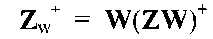 Z_W^+ = W(ZW)^+